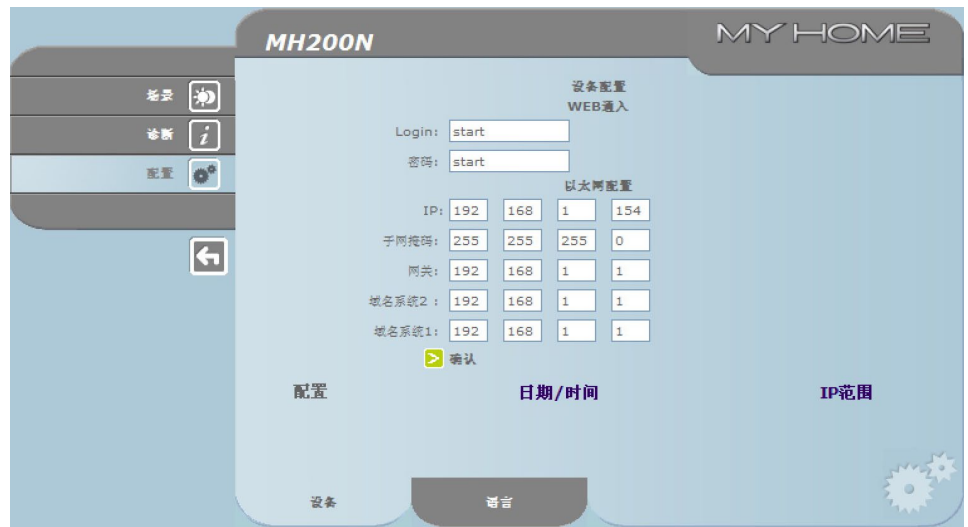 MH200N
MY HOME
场景
诊断
配置
设备配置
WEB通入
Login: start
密码: start
以太网配置
IP: 192 168 1 154
子网掩码: 255 255 255 0
网关: 192 168 1 1
域名系统2 : 192 168 1 1
域名系统1: 192 168 1 1
确认
配置 日期/时间 IP范围
设备 语言